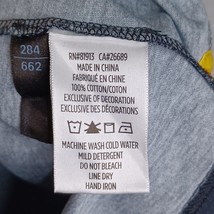 284
662
RN#81913 CA#26689
MADE IN CHINA
FABRIQUÉ EN CHINE
100% COTTON/COTON
EXCLUSIVE OF DECORATION
EXCLUSIVE DES DÉCORATIONS
MACHINE WASH COLD WATER
MILD DETERGENT
DO NOT BLEACH
LINE DRY
HAND IRON